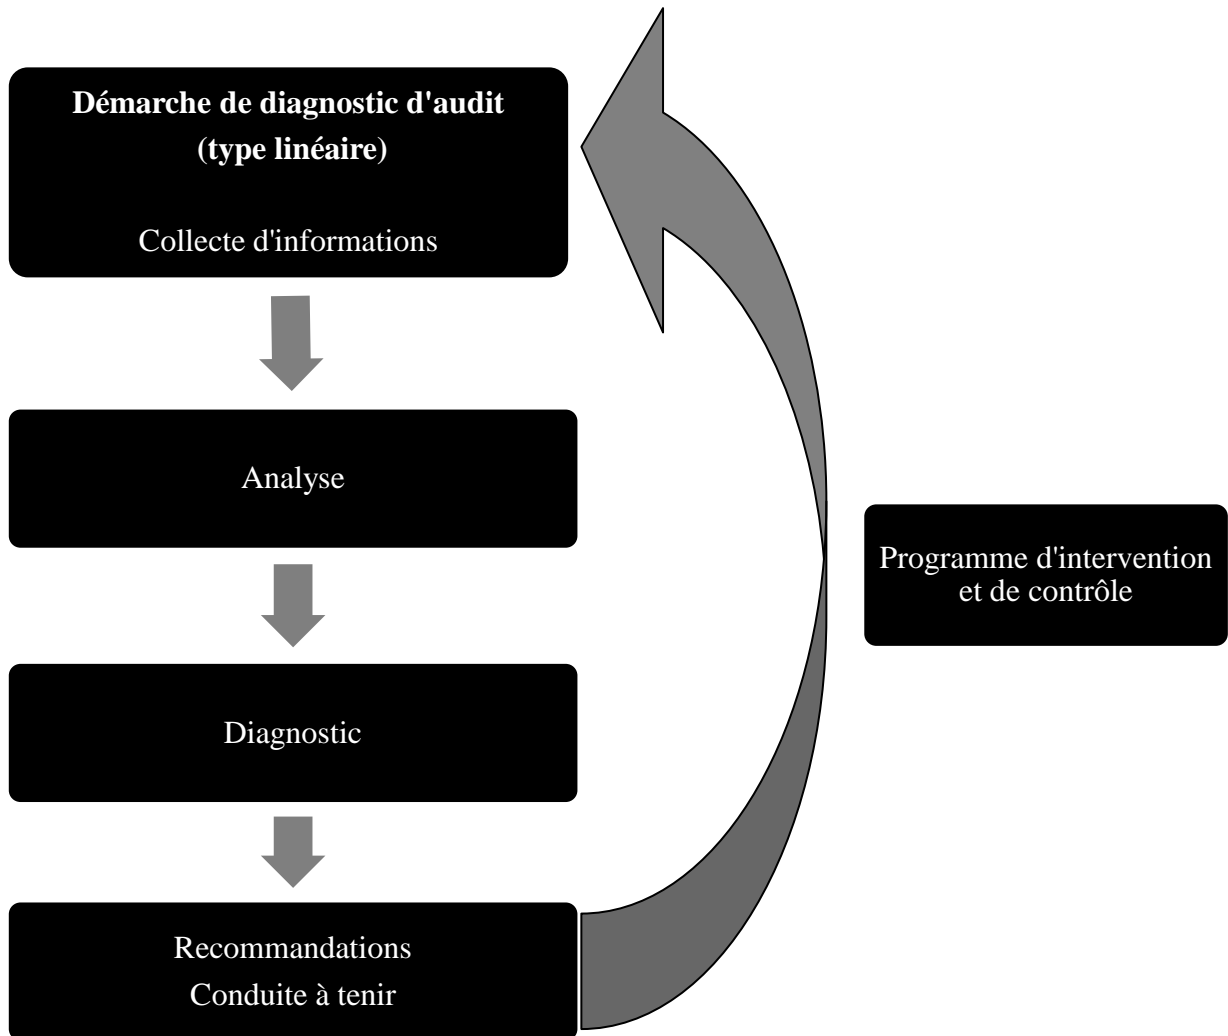 Démarche de diagnostic d'audit
(type linéaire)
Collecte d'informations
Analyse
Programme d'intervention
et de contrôle
Diagnostic
Recommandations
Conduite à tenir